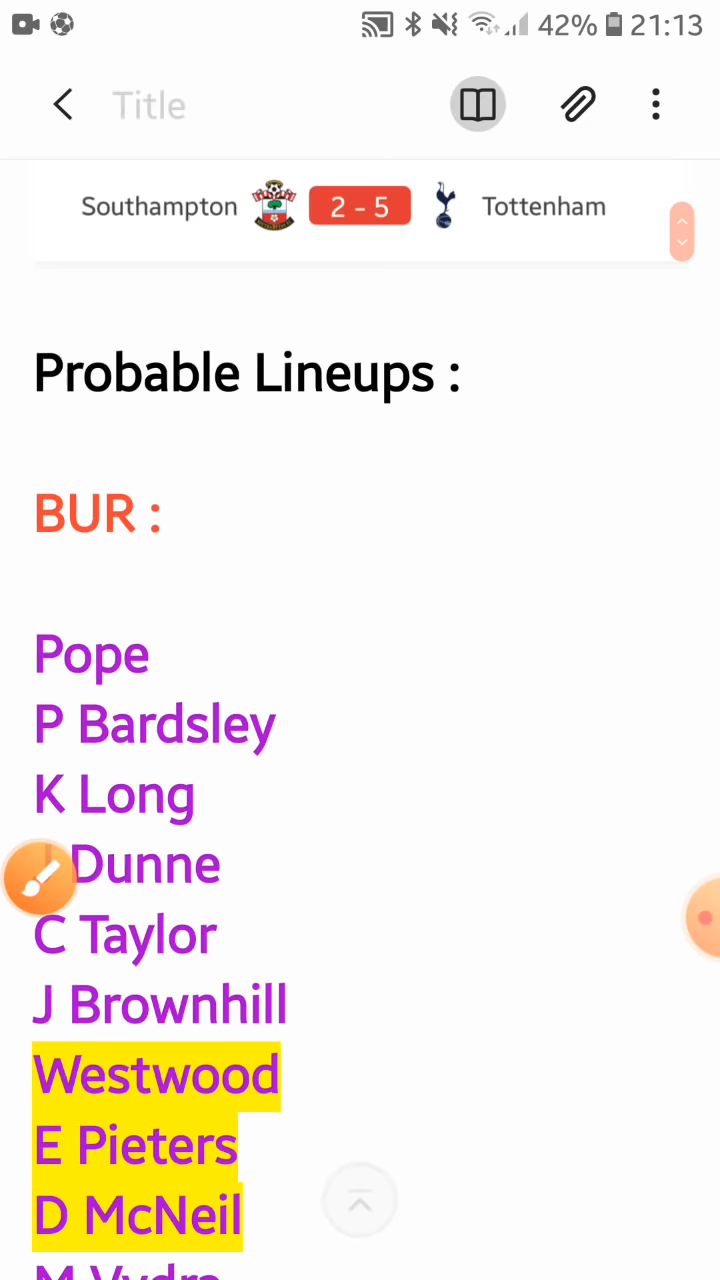 42% 21:13
Title
Southampton 2 - 5 Tottenham
Probable Lineups :
BUR :
Pope
P Bardsley
K Long
Dunne
C Taylor
J Brownhill
Westwood
E Pieters
D McNeil
M Vydra